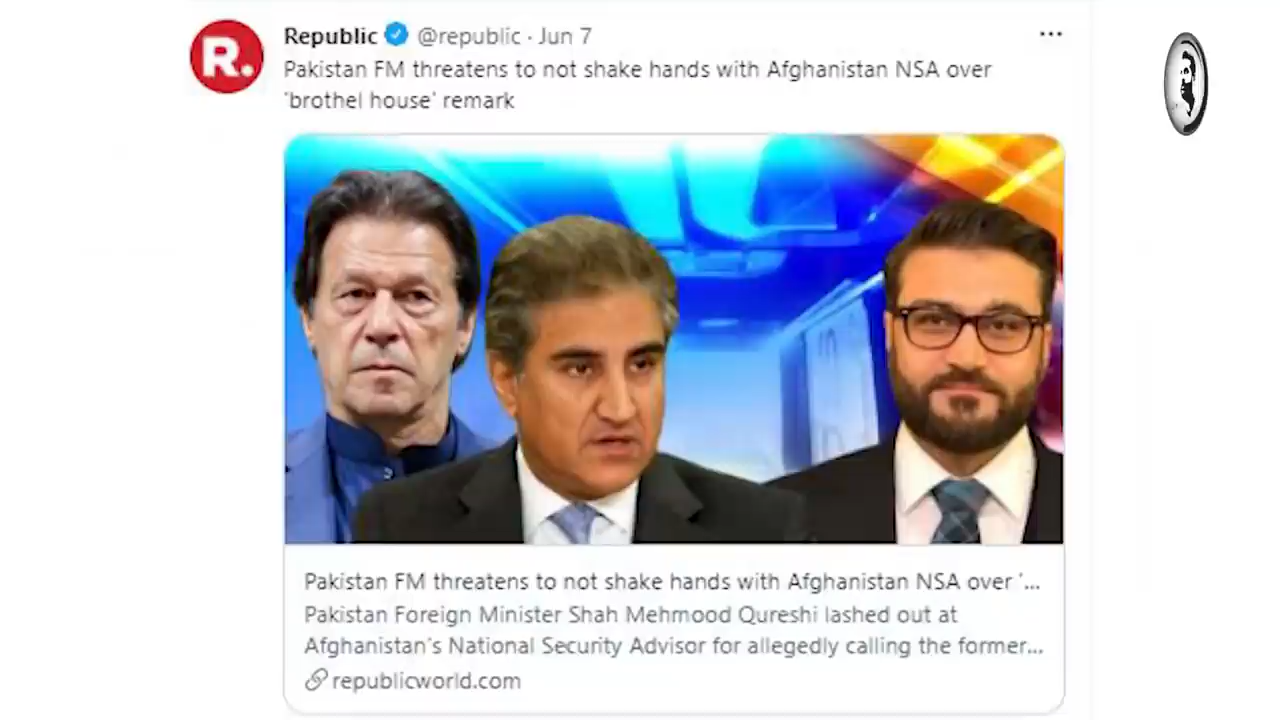 R.
Republic @republic · Jun 7
Pakistan FM threatens to not shake hands with Afghanistan NSA over
'brothel house' remark
Pakistan FM threatens to not shake hands with Afghanistan NSA over '...
Pakistan Foreign Minister Shah Mehmood Qureshi lashed out at
Afghanistan's National Security Advisor for allegedly calling the former...
republicworld.com